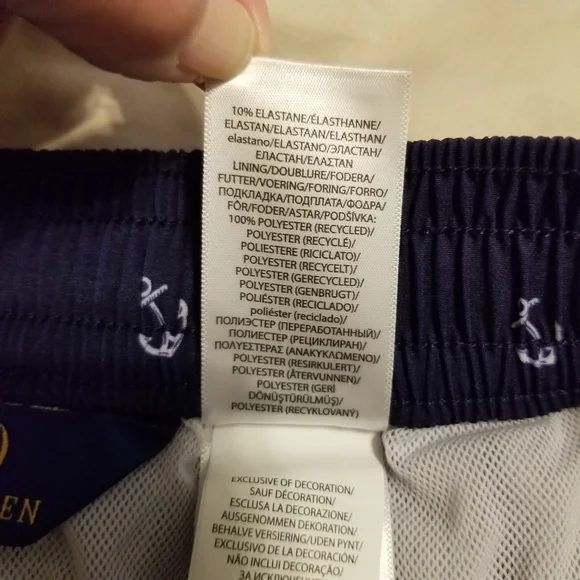 10% ELASTANE/ÉLASTHANNE/
ELASTAN/ELASTAAN/ELASTHAN/
elastano/ELASTANO/ЭЛАСТАН/
ЕЛАСТАН/ΕΛΑΣΤΑΝ
LINING/DOUBLURE/FODERA/
FUTTER/VOERING/FORING/FORRO/
ПОДКЛАДКА/ПОДПЛАТА/ΦΟΔΡΑ/
FÓR/FODER/ASTAR/PODŠÍVKA:
100% POLYESTER (RECYCLED)/
POLYESTER (RECYCLÉ)/
POLIESTERE (RICICLATO)/
POLYESTER (RECYCELT)/
POLYESTER (GERECYCLED)/
POLYESTER (GENBRUGT)/
POLIÉSTER (RECICLADO)/
poliéster (reciclado)/
ПОЛИЭСТЕР (ПЕРЕРАБОТАННЫЙ)/
ПОЛИЕСТЕР (РЕЦИКЛИРАН)/
ΠΟΛΥΕΣΤΕΡΑΣ (ΑΝΑΚΥΚΛΩΜΕΝΟ)/
POLYESTER (RESIRKULERT)/
POLYESTER (ÅTERVUNNEN)/
POLYESTER (GERİ
DÖNÜŞTÜRÜLMÜŞ)/
POLYESTER (RECYKLOVANÝ)
EXCLUSIVE OF DECORATION/
SAUF DÉCORATION/
ESCLUSA LA DECORAZIONE/
AUSGENOMMEN DEKORATION/
BEHALVE VERSIERING/UDEN PYNT/
EXCLUSIVO DE LA DECORACIÓN/
NÃO INCLUI DECORAÇÃO/
EN